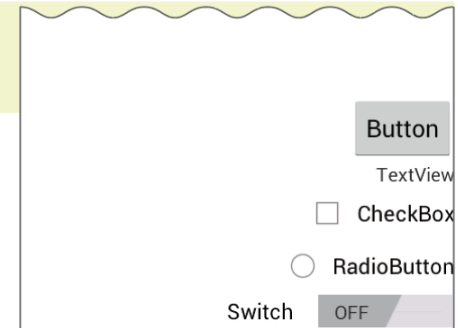 Button
TextView
CheckBox
RadioButton
Switch OFF